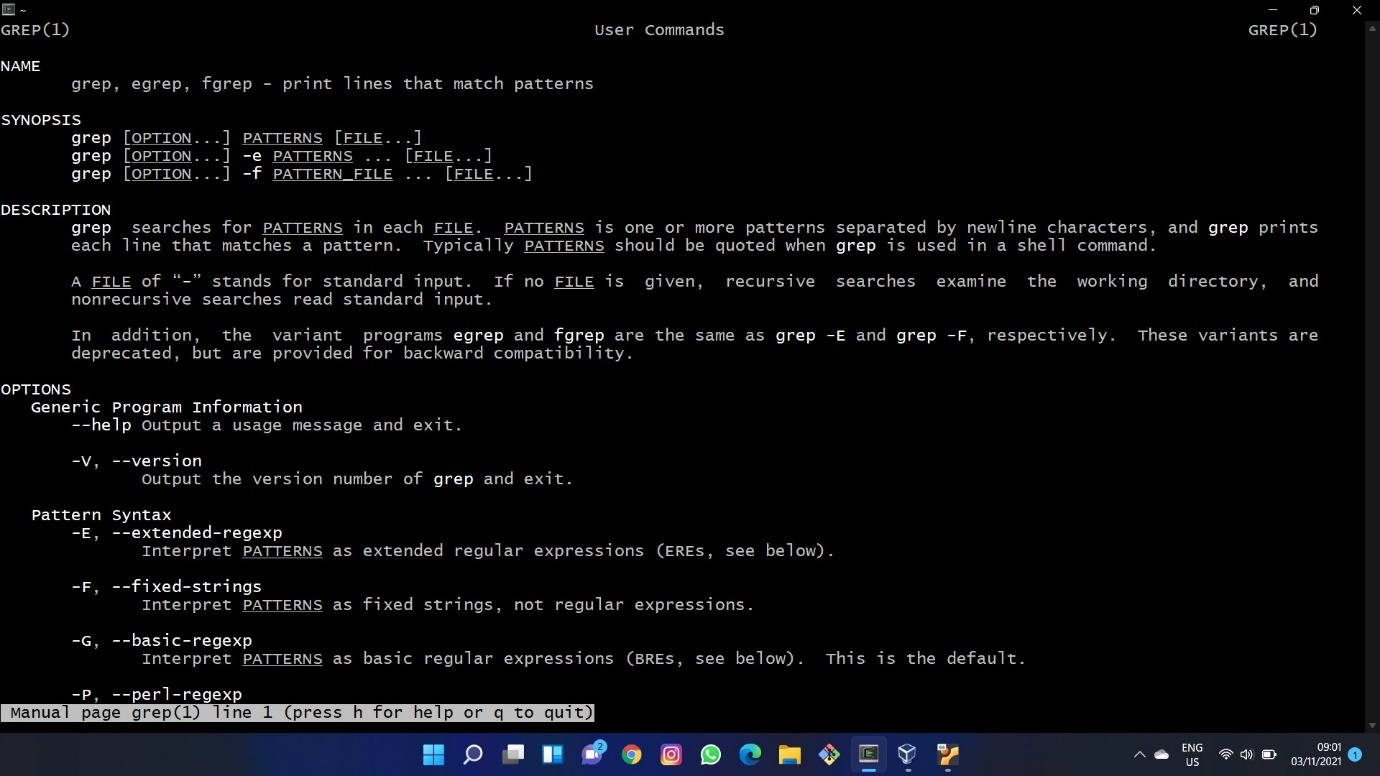 ~
GREP(1) User Commands GREP(1)
NAME
grep, egrep, fgrep - print lines that match patterns
SYNOPSIS
grep [OPTION...] PATTERNS [FILE...]
grep [OPTION...] -e PATTERNS ... [FILE...]
grep [OPTION...] -f PATTERN_FILE ... [FILE...]
DESCRIPTION
grep searches for PATTERNS in each FILE. PATTERNS is one or more patterns separated by newline characters, and grep prints
each line that matches a pattern. Typically PATTERNS should be quoted when grep is used in a shell command.
A FILE of “-” stands for standard input. If no FILE is given, recursive searches examine the working directory, and
nonrecursive searches read standard input.
In addition, the variant programs egrep and fgrep are the same as grep -E and grep -F, respectively. These variants are
deprecated, but are provided for backward compatibility.
OPTIONS
Generic Program Information
--help Output a usage message and exit.
-V, --version
Output the version number of grep and exit.
Pattern Syntax
-E, --extended-regexp
Interpret PATTERNS as extended regular expressions (EREs, see below).
-F, --fixed-strings
Interpret PATTERNS as fixed strings, not regular expressions.
-G, --basic-regexp
Interpret PATTERNS as basic regular expressions (BREs, see below). This is the default.
-P, --perl-regexp
Manual page grep(1) line 1 (press h for help or q to quit)
2
ENG
US
09:01
03/11/2021
1
64